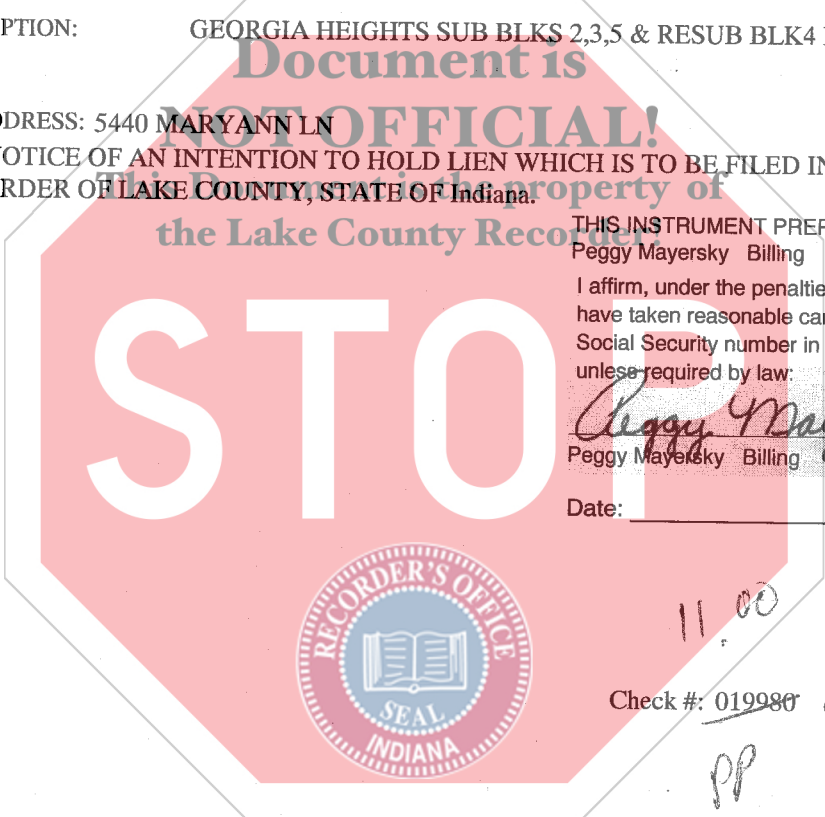 PTION: GEORGIA HEIGHTS SUB BLKS 2,3,5 & RESUB BLK4
Document is
NOT OFFICIAL!
DRESS: 5440 MARYANN LN
OTICE OF AN INTENTION TO HOLD LIEN WHICH IS TO BE FILED IN
RDER OF LAKE COUNTY, STATE OF Indiana.
This Document is the property of
the Lake County Recorder!
THIS INSTRUMENT PREP
Peggy Mayersky Billing
I affirm, under the penaltie
have taken reasonable car
Social Security number in
unless required by law:
Peggy Ma
Peggy Mayersky Billing
Date:
STOP
RECORDER'S OFFICE
SEAL
INDIANA
11.00
Check #: 019980
PP